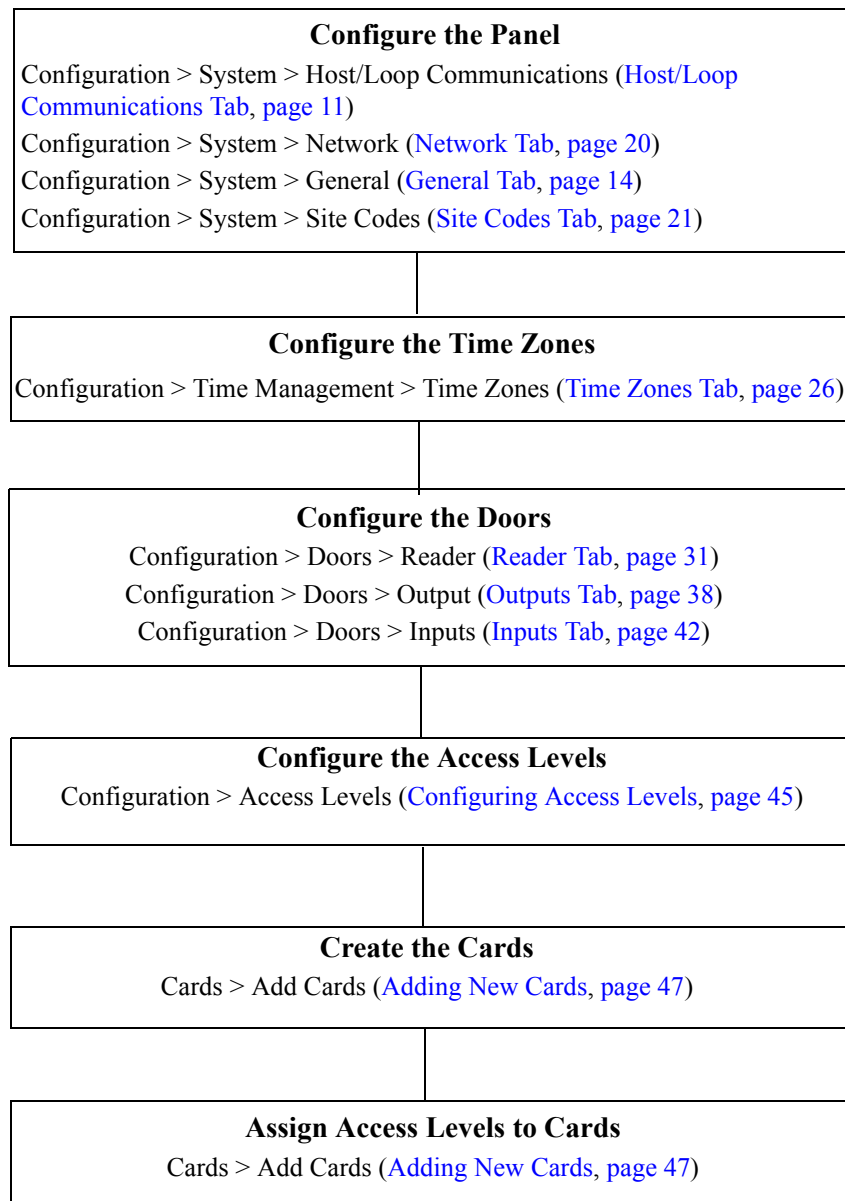 Configure the Panel
Configuration > System > Host/Loop Communications (Host/Loop
Communications Tab, page 11)
Configuration > System > Network (Network Tab, page 20)
Configuration > System > General (General Tab, page 14)
Configuration > System > Site Codes (Site Codes Tab, page 21)
Configure the Time Zones
Configuration > Time Management > Time Zones (Time Zones Tab, page 26)
Configure the Doors
Configuration > Doors > Reader (Reader Tab, page 31)
Configuration > Doors > Output (Outputs Tab, page 38)
Configuration > Doors > Inputs (Inputs Tab, page 42)
Configure the Access Levels
Configuration > Access Levels (Configuring Access Levels, page 45)
Create the Cards
Cards > Add Cards (Adding New Cards, page 47)
Assign Access Levels to Cards
Cards > Add Cards (Adding New Cards, page 47)